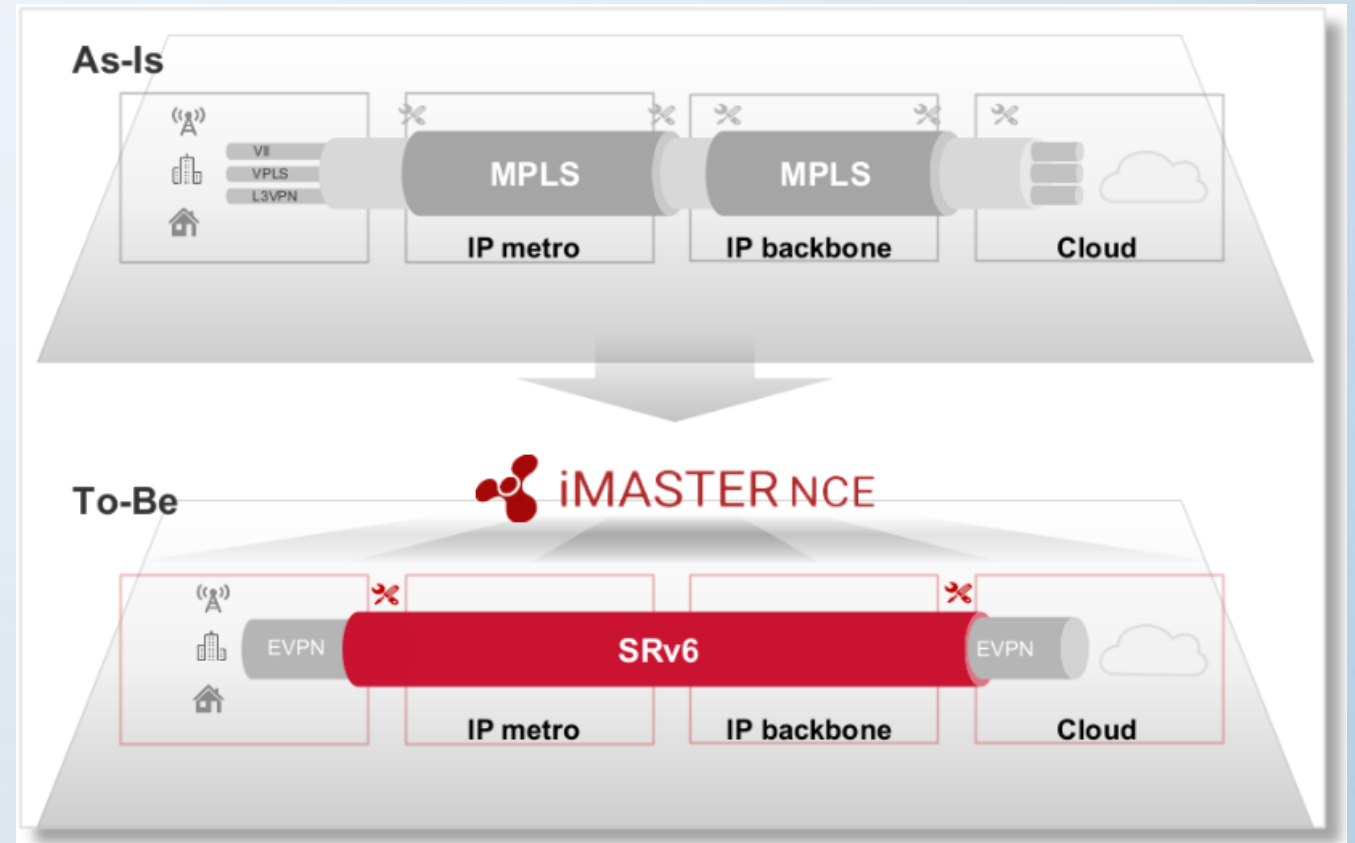 As-Is
VII
VPLS
L3VPN
MPLS
MPLS
IP metro
IP backbone
Cloud
iMASTER NCE
To-Be
EVPN
SRv6
EVPN
IP metro
IP backbone
Cloud